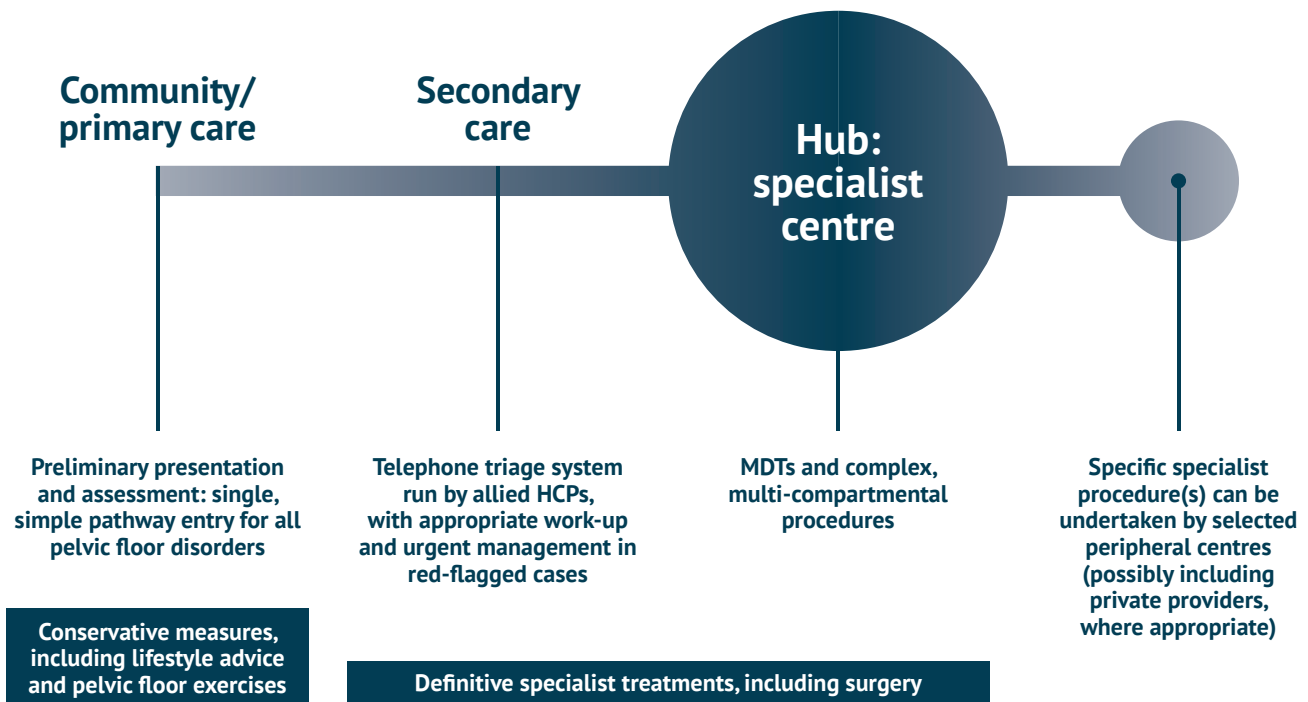 Community/
primary care
Secondary
care
Hub:
specialist
centre
Preliminary presentation
and assessment: single,
simple pathway entry for all
pelvic floor disorders
Telephone triage system
run by allied HCPs,
with appropriate work-up
and urgent management in
red-flagged cases
MDTs and complex,
multi-compartmental
procedures
Specific specialist
procedure(s) can be
undertaken by selected
peripheral centres
(possibly including
private providers,
where appropriate)
Conservative measures,
including lifestyle advice
and pelvic floor exercises
Definitive specialist treatments, including surgery